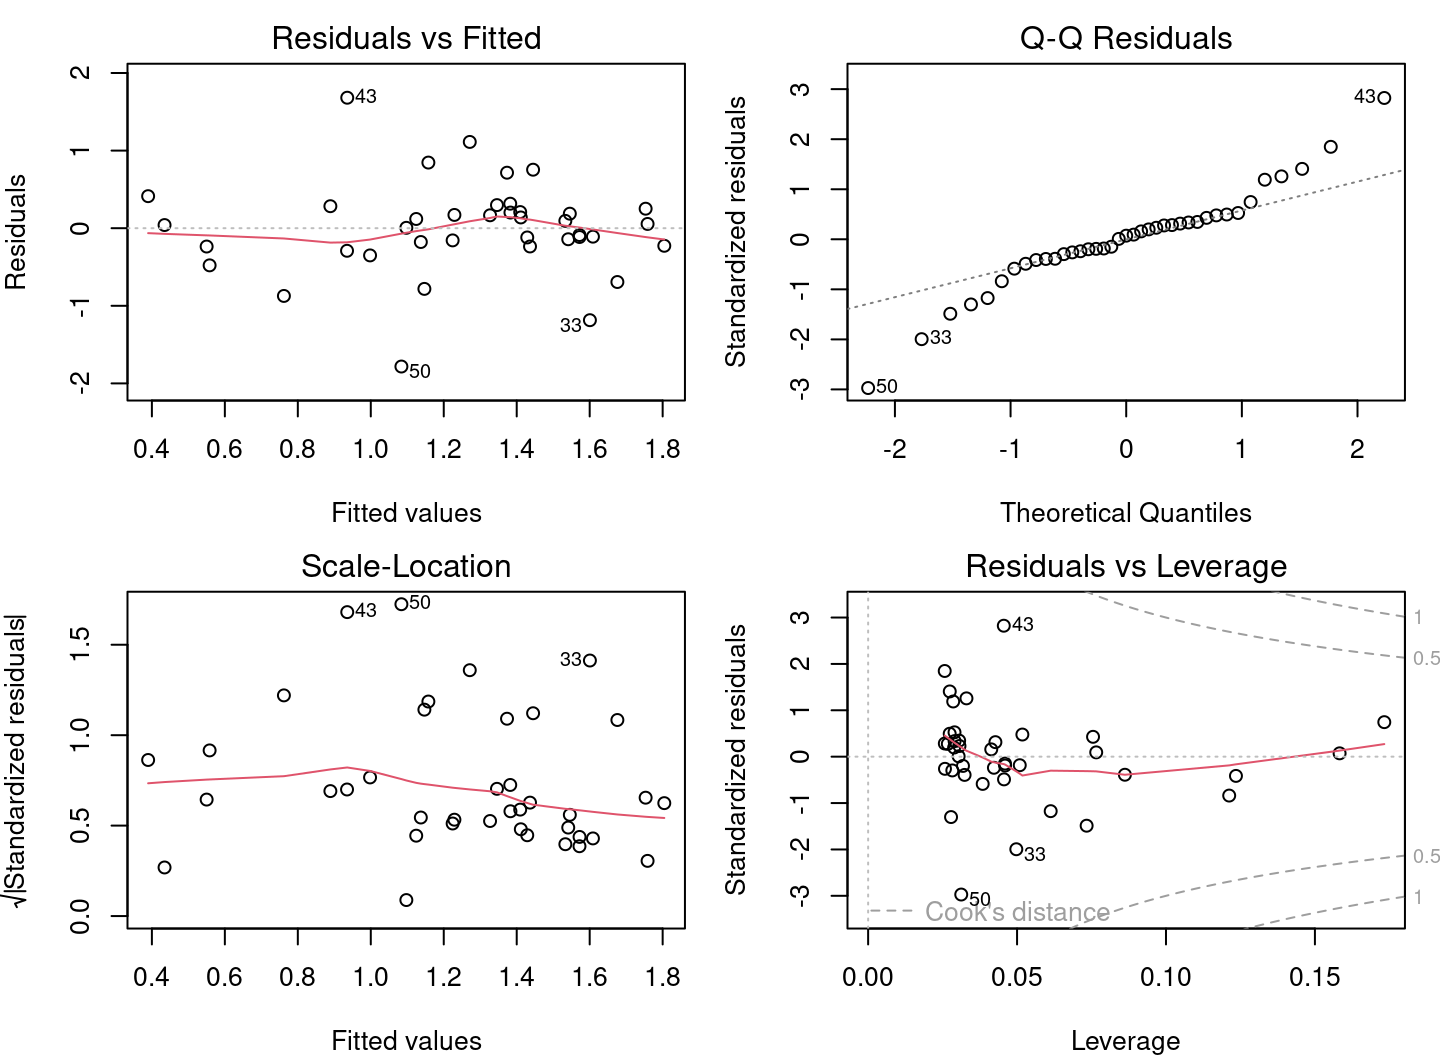 Residuals vs Fitted
Residuals
2
1
0
-1
-2
43
33
50
0.4 0.6 0.8 1.0 1.2 1.4 1.6 1.8
Fitted values
Q-Q Residuals
Standardized residuals
3
2
1
0
-1
-2
-3
43
33
50
-2 -1 0 1 2
Theoretical Quantiles
Scale-Location
√|Standardized residuals|
1.5
1.0
0.5
0.0
43
50
33
0.4 0.6 0.8 1.0 1.2 1.4 1.6 1.8
Fitted values
Residuals vs Leverage
Standardized residuals
3
2
1
0
-1
-2
-3
43
33
50
Cook's distance
1
0.5
0.5
1
0.00 0.05 0.10 0.15
Leverage